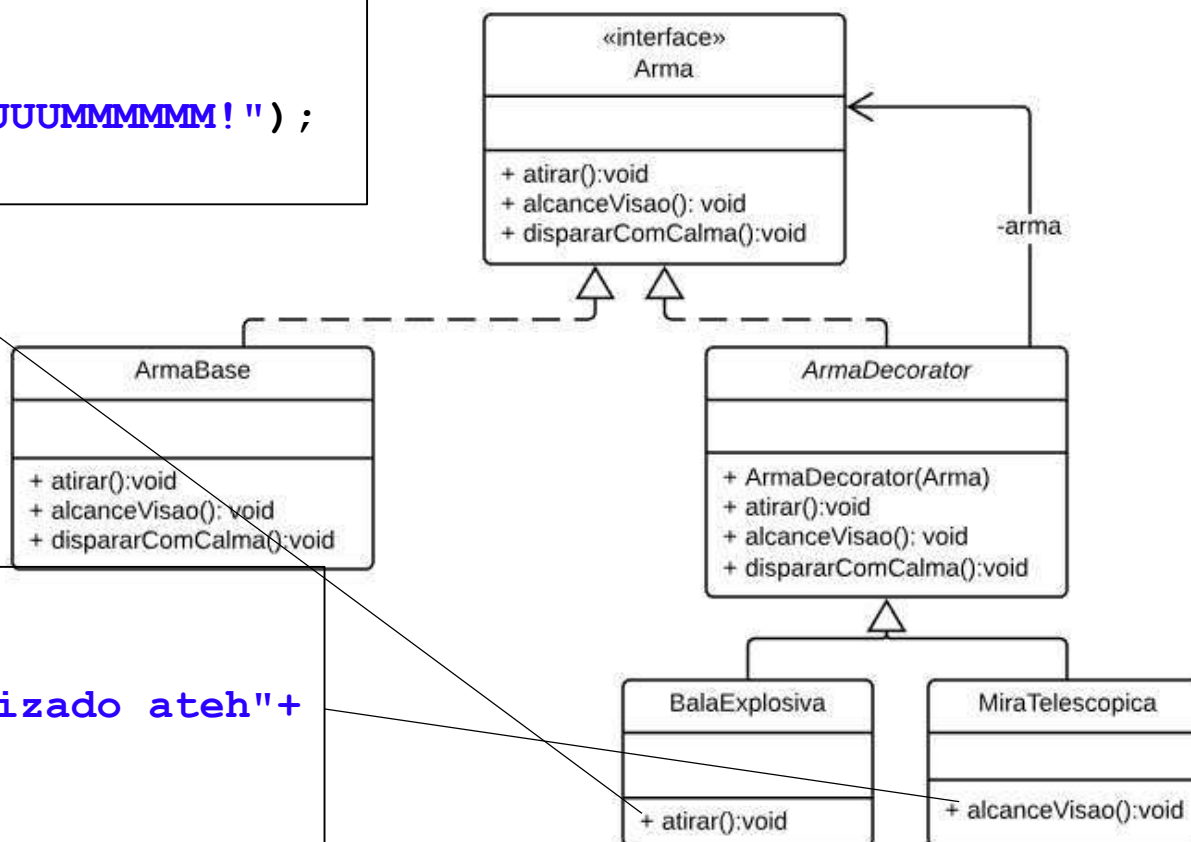 UUUMMMMMM!");
«interface»
Arma
+ atirar():void
+ alcanceVisao(): void
+ dispararComCalma():void
-arma
ArmaBase
+ atirar():void
+ alcanceVisao(): void
+ dispararComCalma():void
ArmaDecorator
+ ArmaDecorator(Arma)
+ atirar():void
+ alcanceVisao(): void
+ dispararComCalma():void
izado ateh"+
BalaExplosiva
+ atirar():void
MiraTelescopica
+ alcanceVisao():void